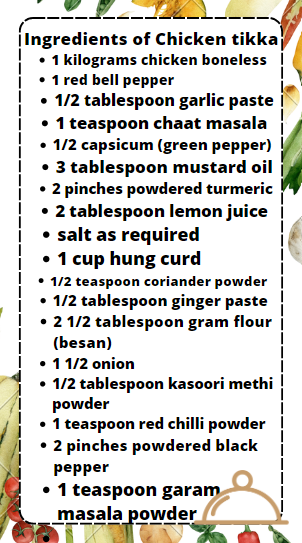 Ingredients of Chicken tikka
• 1 kilograms chicken boneless
• 1 red bell pepper
• 1/2 tablespoon garlic paste
• 1 teaspoon chaat masala
• 1/2 capsicum (green pepper)
• 3 tablespoon mustard oil
• 2 pinches powdered turmeric
• 2 tablespoon lemon juice
• salt as required
• 1 cup hung curd
• 1/2 teaspoon coriander powder
• 1/2 tablespoon ginger paste
• 2 1/2 tablespoon gram flour
(besan)
• 1 1/2 onion
• 1/2 tablespoon kasoori methi
powder
• 1 teaspoon red chilli powder
• 2 pinches powdered black
pepper
• 1 teaspoon garam
masala powder